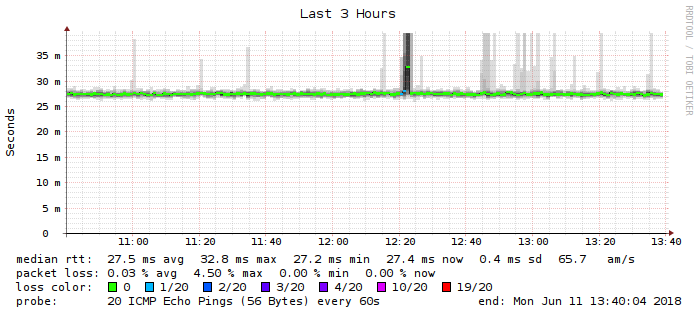 Last 3 Hours
RRDTOOL / TOBI OETIKER
Seconds
35 m
30 m
25 m
20 m
15 m
10 m
5 m
0
11:00 11:20 11:40 12:00 12:20 12:40 13:00 13:20 13:40
median rtt: 27.5 ms avg 32.8 ms max 27.2 ms min 27.4 ms now 0.4 ms sd 65.7 am/s
packet loss: 0.03 % avg 4.50 % max 0.00 % min 0.00 % now
loss color: 0 1/20 2/20 3/20 4/20 10/20 19/20
probe: 20 ICMP Echo Pings (56 Bytes) every 60s end: Mon Jun 11 13:40:04 2018